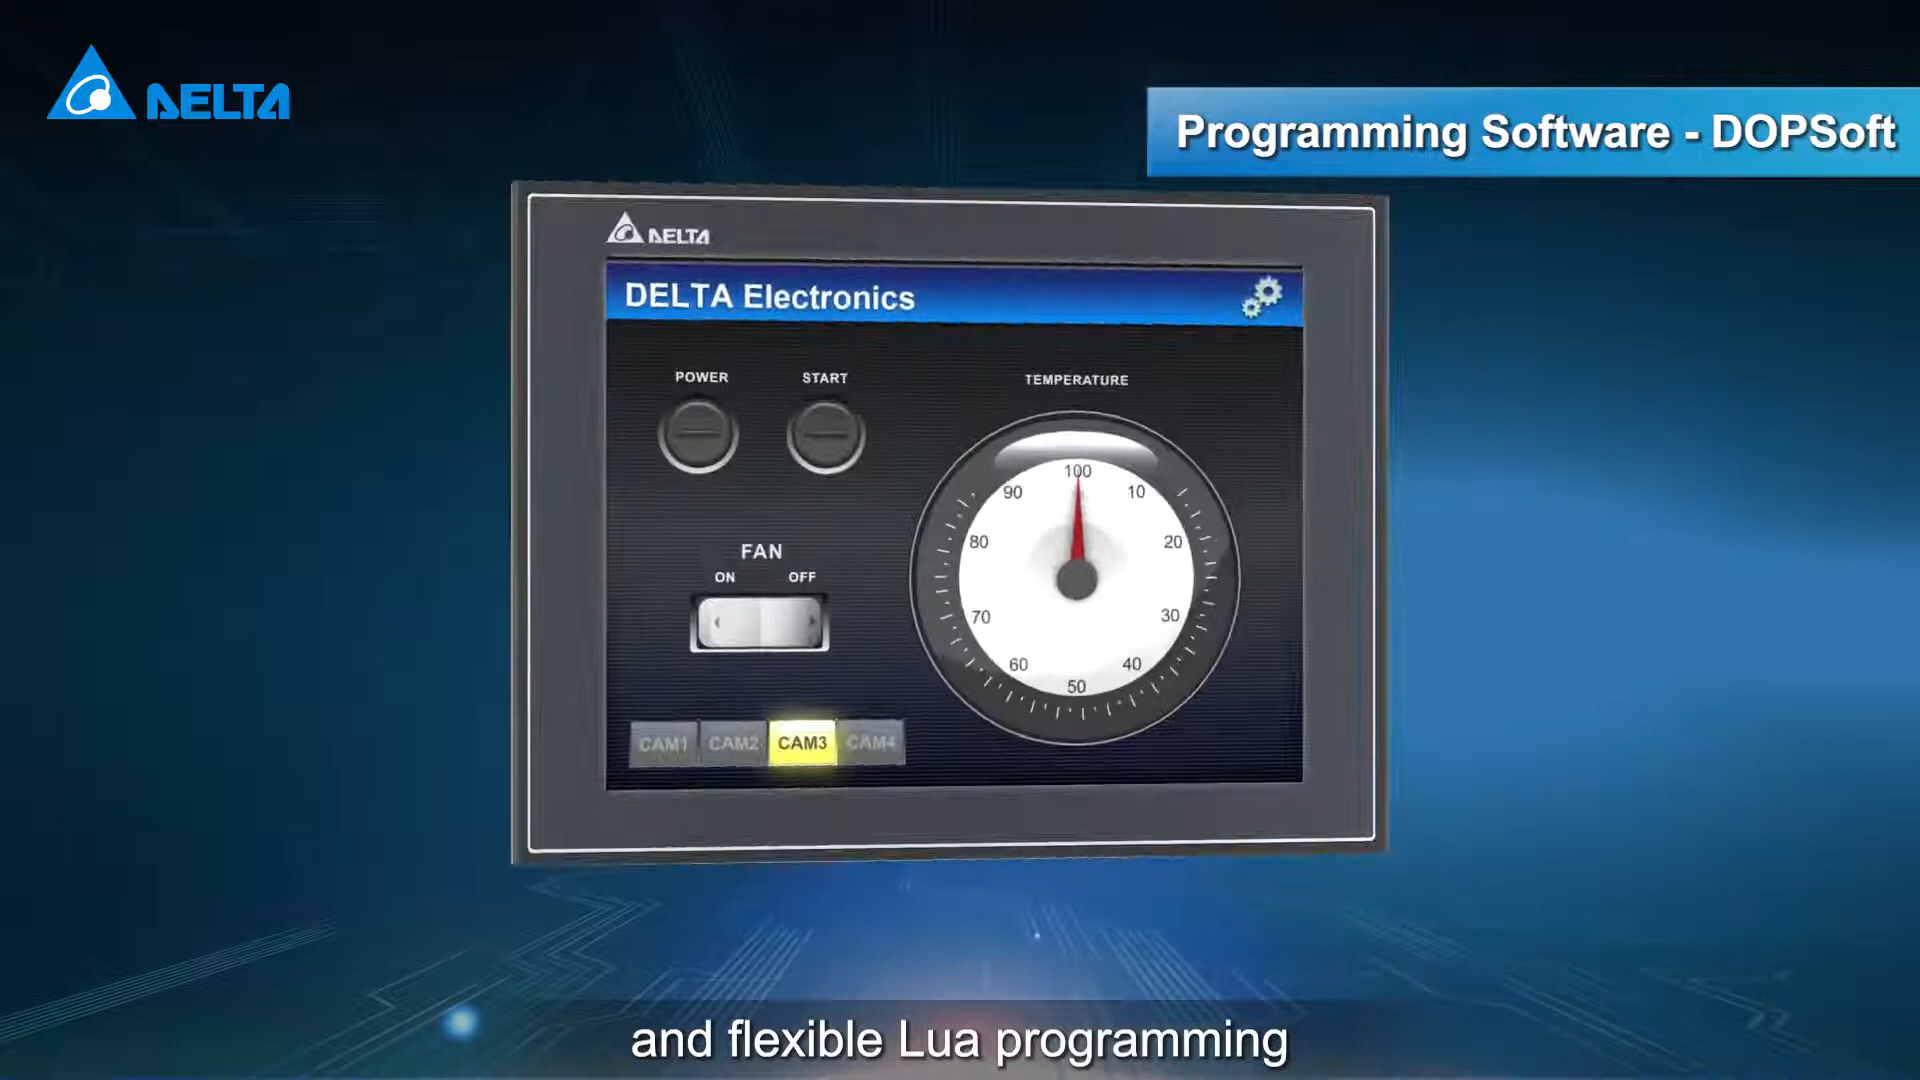 DELTA
Programming Software - DOPSoft
DELTA
DELTA Electronics
POWER
START
TEMPERATURE
100
90
10
80
20
FAN
ON
OFF
70
30
60
40
50
CAM1
CAM2
CAM3
CAM4
and flexible Lua programming